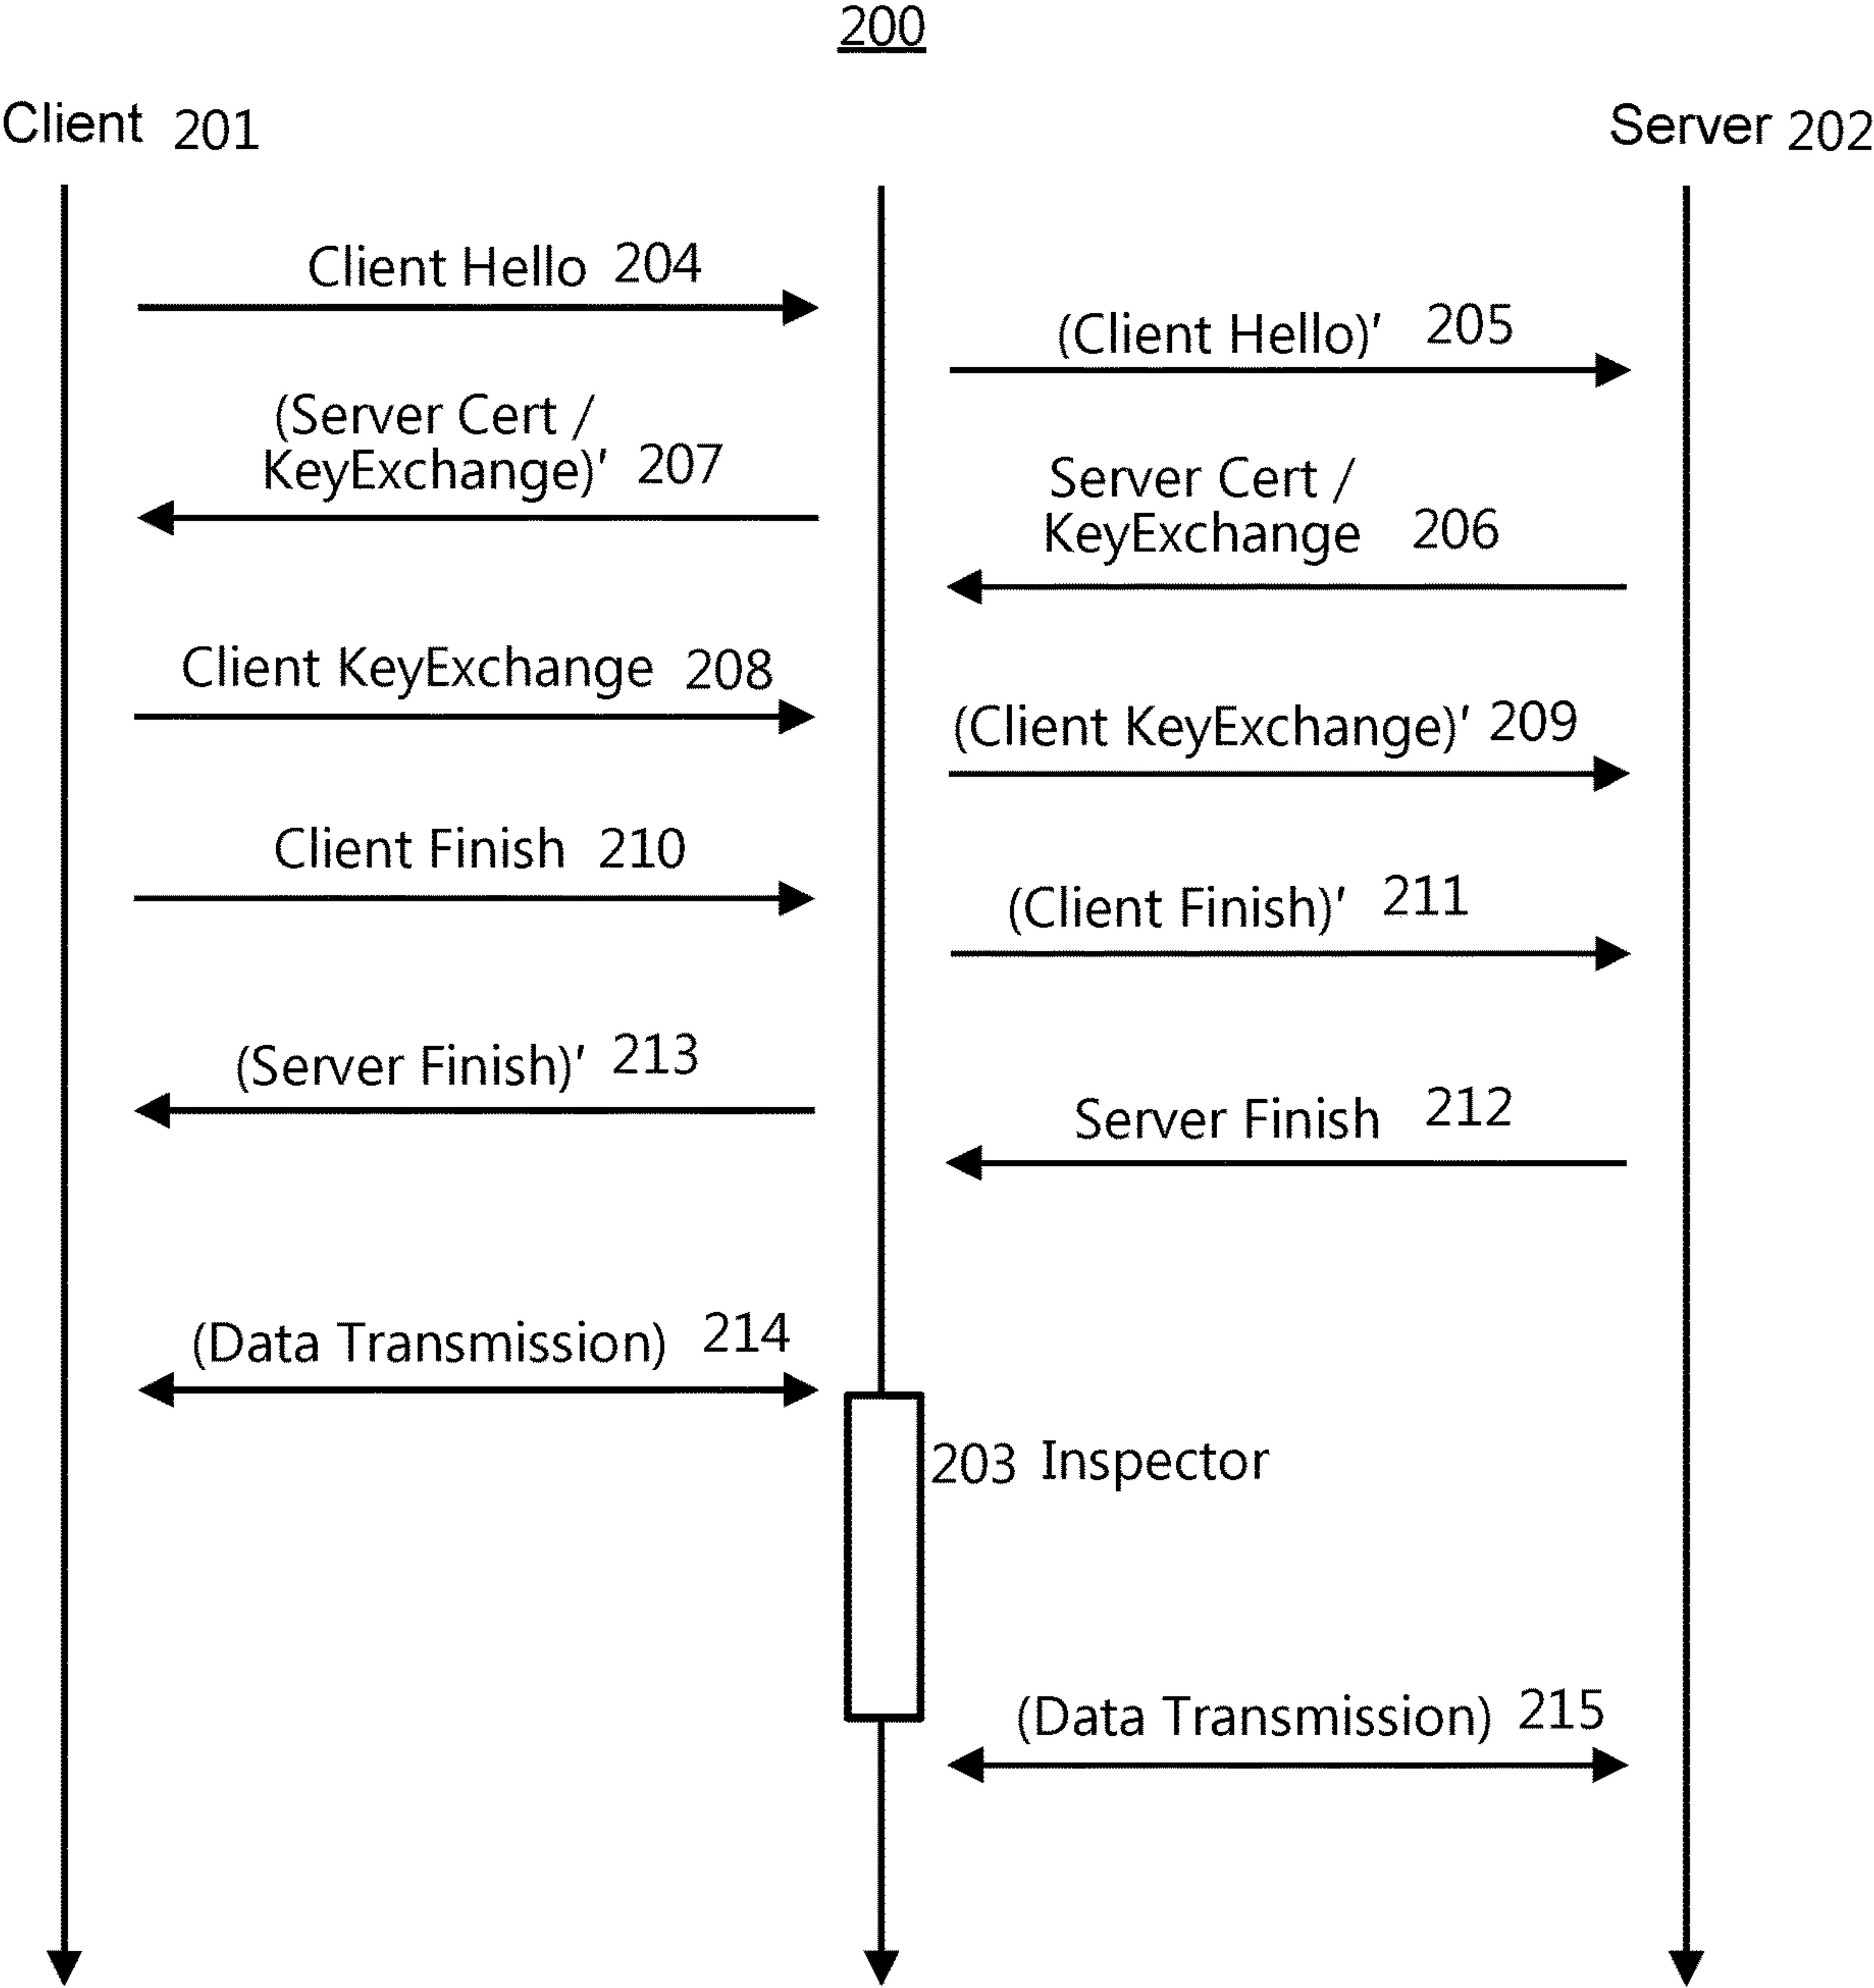 200
Client 201
Server 202
Client Hello 204
(Client Hello)' 205
(Server Cert /
KeyExchange)' 207
Server Cert /
KeyExchange 206
Client KeyExchange 208
(Client KeyExchange)' 209
Client Finish 210
(Client Finish)' 211
(Server Finish)' 213
Server Finish 212
(Data Transmission) 214
203 Inspector
(Data Transmission) 215